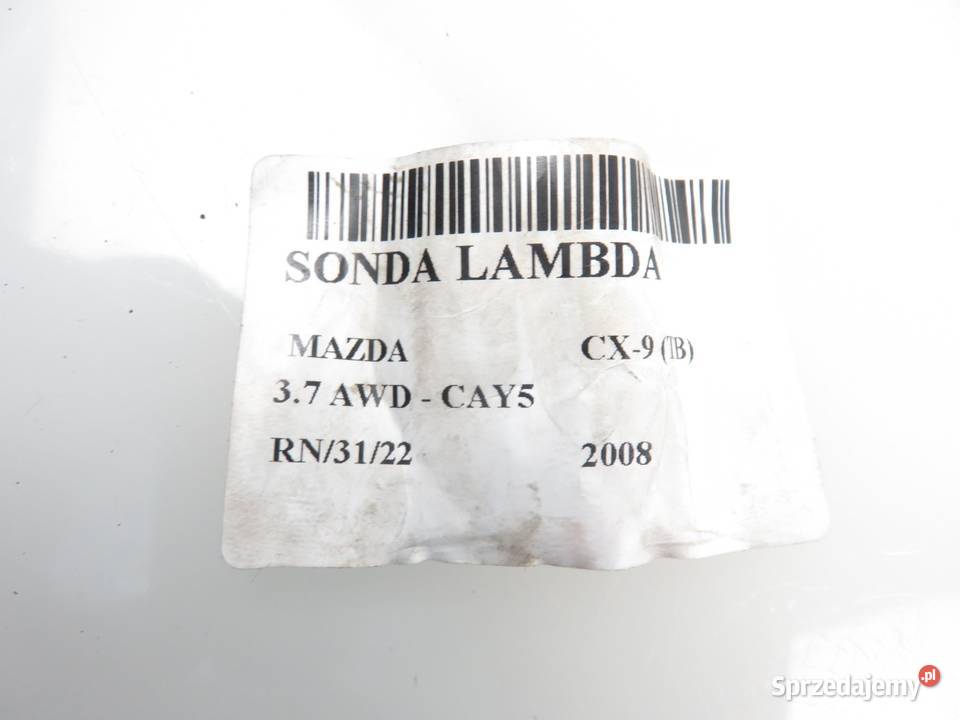 SONDA LAMBDA
MAZDA CX-9 (TB)
3.7 AWD - CAY5
RN/31/22 2008
Sprzedajemy.pl